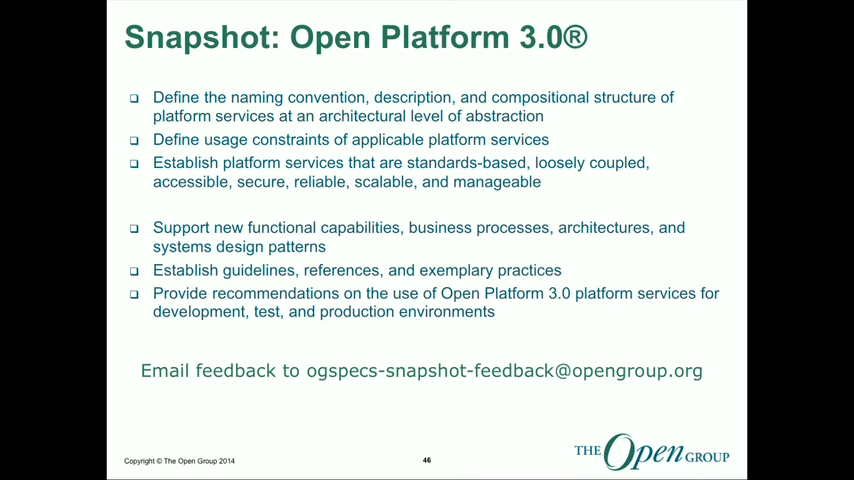 Snapshot: Open Platform 3.0®
❏ Define the naming convention, description, and compositional structure of
platform services at an architectural level of abstraction
❏ Define usage constraints of applicable platform services
❏ Establish platform services that are standards-based, loosely coupled,
accessible, secure, reliable, scalable, and manageable
❏ Support new functional capabilities, business processes, architectures, and
systems design patterns
❏ Establish guidelines, references, and exemplary practices
❏ Provide recommendations on the use of Open Platform 3.0 platform services for
development, test, and production environments
Email feedback to ogspecs-snapshot-feedback@opengroup.org
Copyright © The Open Group 2014
46
THE Open GROUP